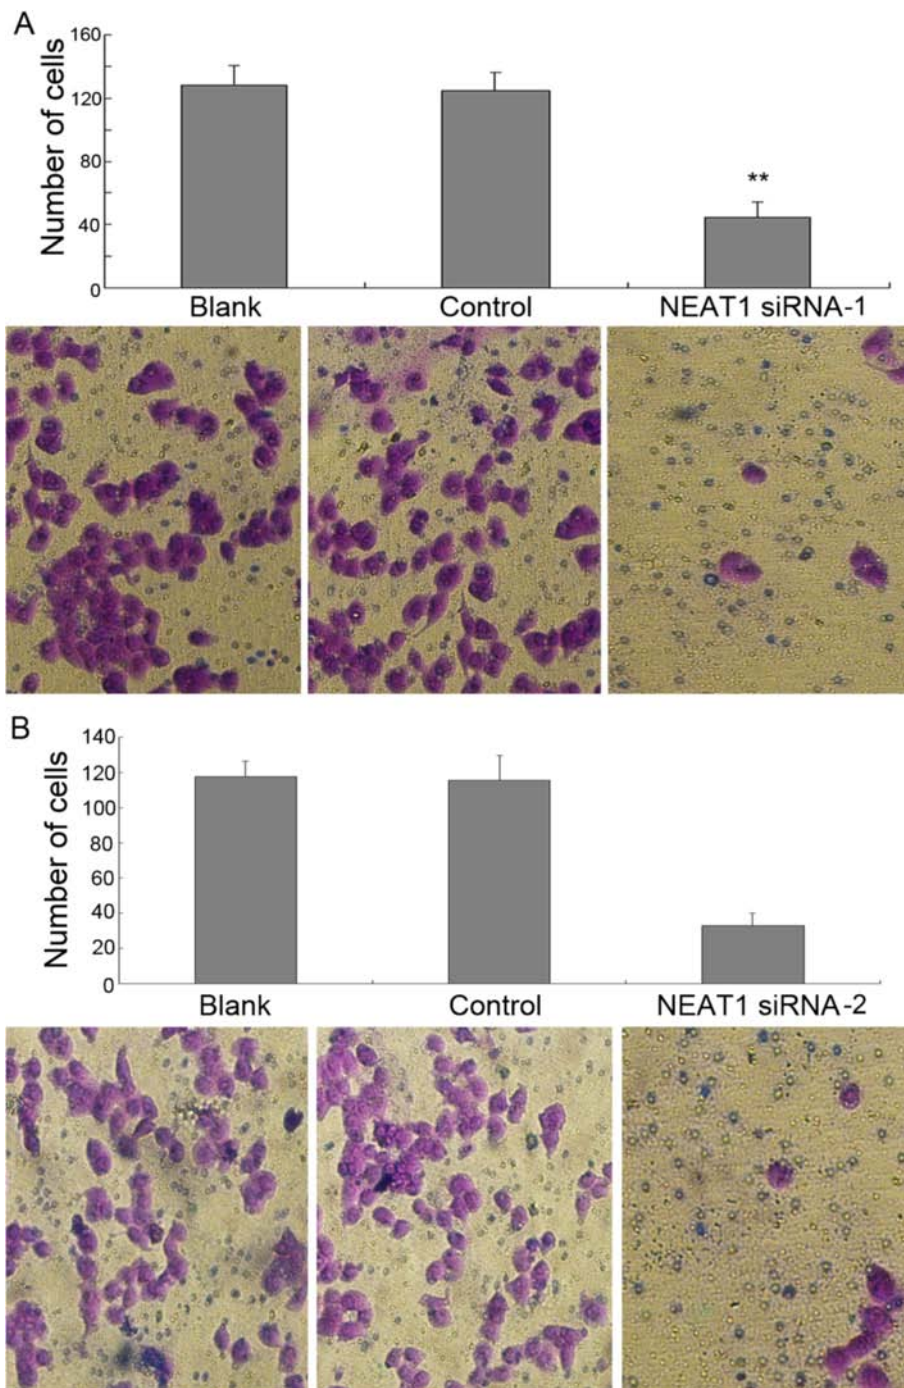 A
Number of cells
160
120
80
40
0
**
Blank Control NEAT1 siRNA-1
B
Number of cells
140
120
100
80
60
40
20
0
Blank Control NEAT1 siRNA-2